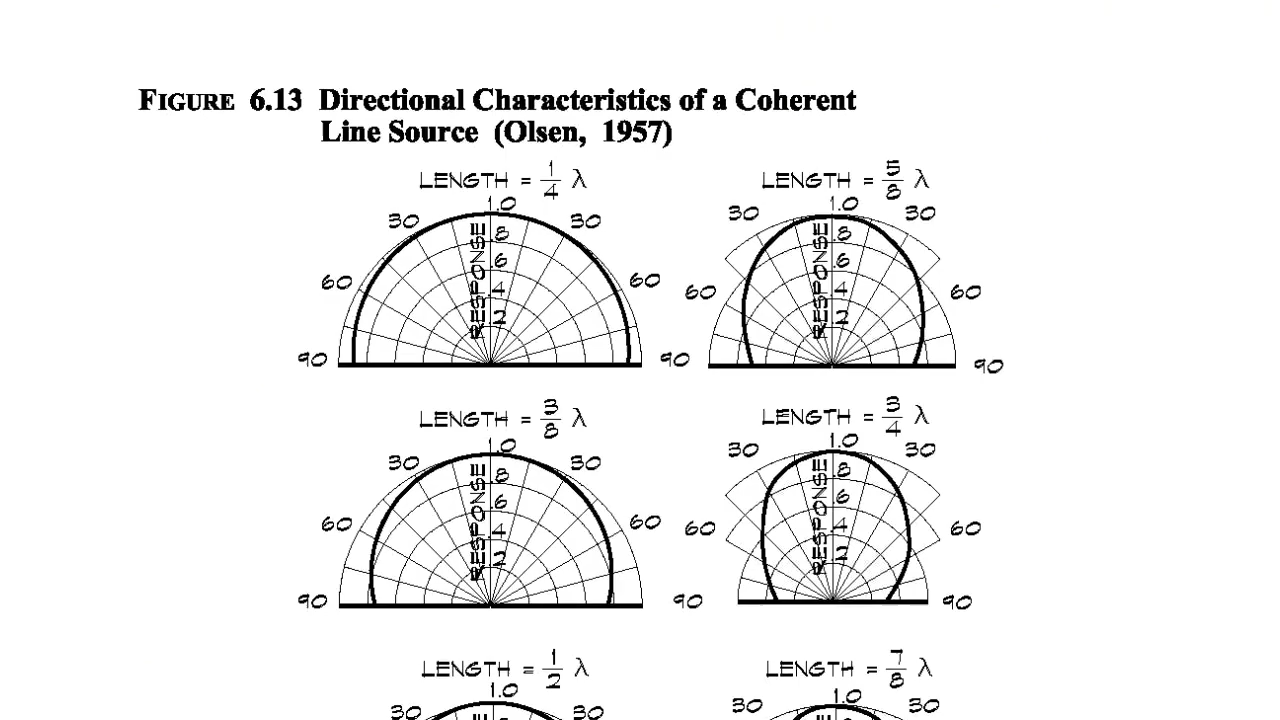 FIGURE 6.13 Directional Characteristics of a Coherent
Line Source (Olsen, 1957)
LENGTH = 1/4 λ
30 1.0 30
60 .8 60
.6
.4
.2
90 RESPONSE 90
LENGTH = 5/8 λ
30 1.0 30
.8
60 .6 60
.4
.2
RESPONSE 90
LENGTH = 3/8 λ
30 1.0 30
60 .8 60
.6
.4
.2
90 RESPONSE 90
LENGTH = 3/4 λ
30 1.0 30
.8
60 .6 60
.4
.2
RESPONSE 90
LENGTH = 1/2 λ
30 1.0 30
LENGTH = 7/8 λ
30 1.0 30